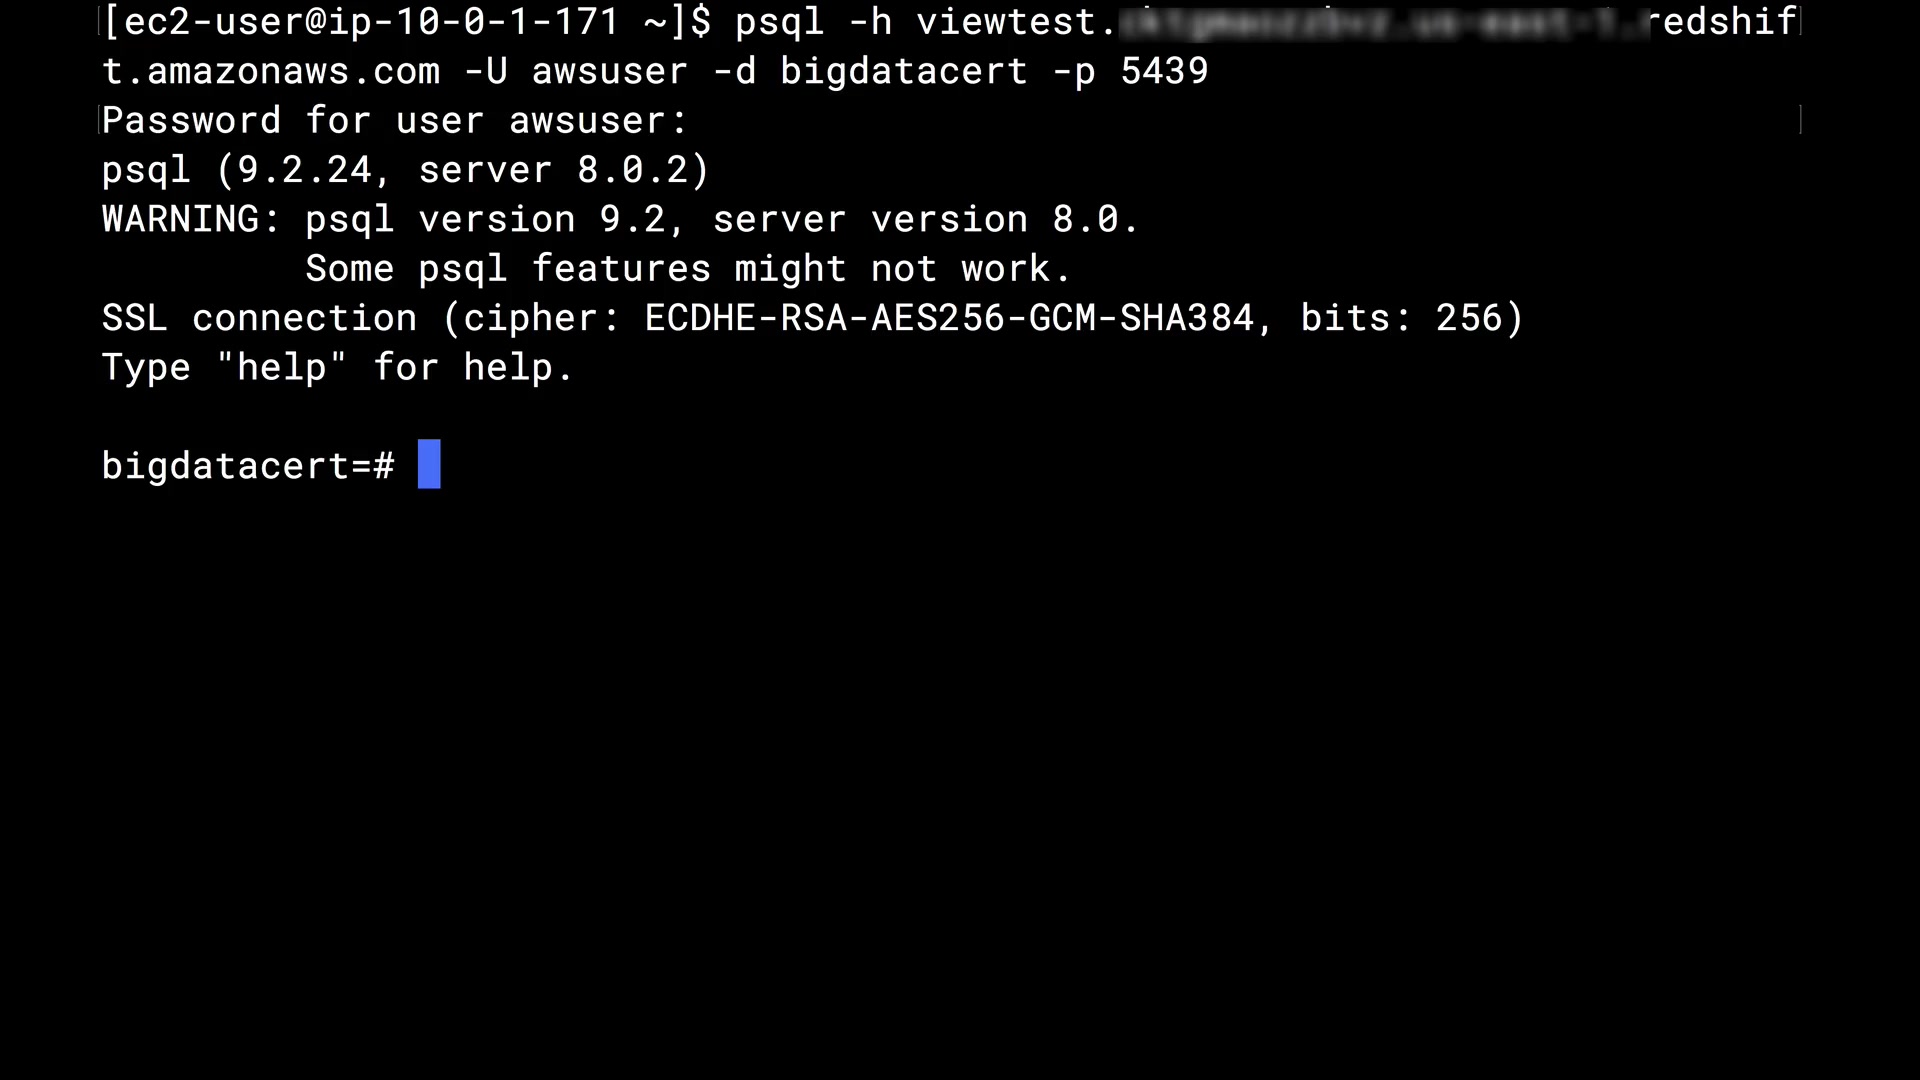 [ec2-user@ip-10-0-1-171 ~]$ psql -h viewtest. redshif
t.amazonaws.com -U awsuser -d bigdatacert -p 5439
Password for user awsuser:
psql (9.2.24, server 8.0.2)
WARNING: psql version 9.2, server version 8.0.
Some psql features might not work.
SSL connection (cipher: ECDHE-RSA-AES256-GCM-SHA384, bits: 256)
Type "help" for help.
bigdatacert=#